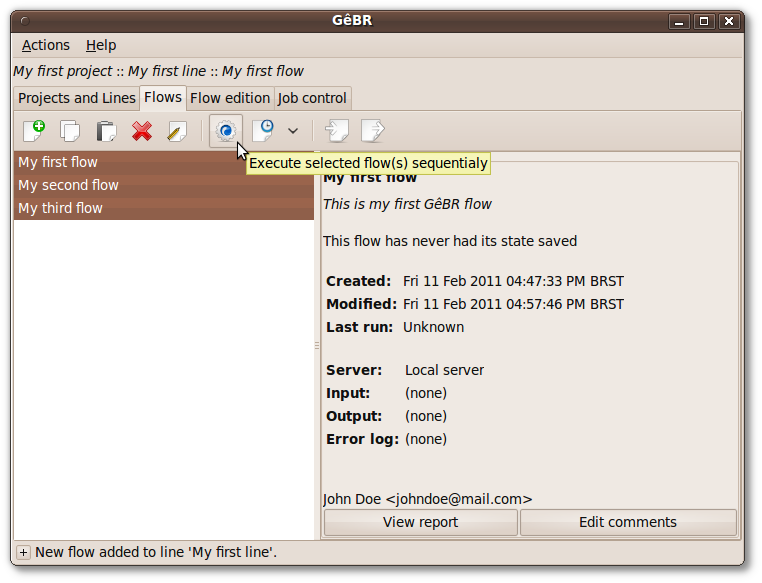 GêBR
Actions Help
My first project :: My first line :: My first flow
Projects and Lines Flows Flow edition Job control
Execute selected flow(s) sequentialy
My first flow
My second flow
My third flow
My first flow
This is my first GêBR flow
This flow has never had its state saved
Created: Fri 11 Feb 2011 04:47:33 PM BRST
Modified: Fri 11 Feb 2011 04:57:46 PM BRST
Last run: Unknown
Server: Local server
Input: (none)
Output: (none)
Error log: (none)
John Doe <johndoe@mail.com>
View report Edit comments
New flow added to line 'My first line'.